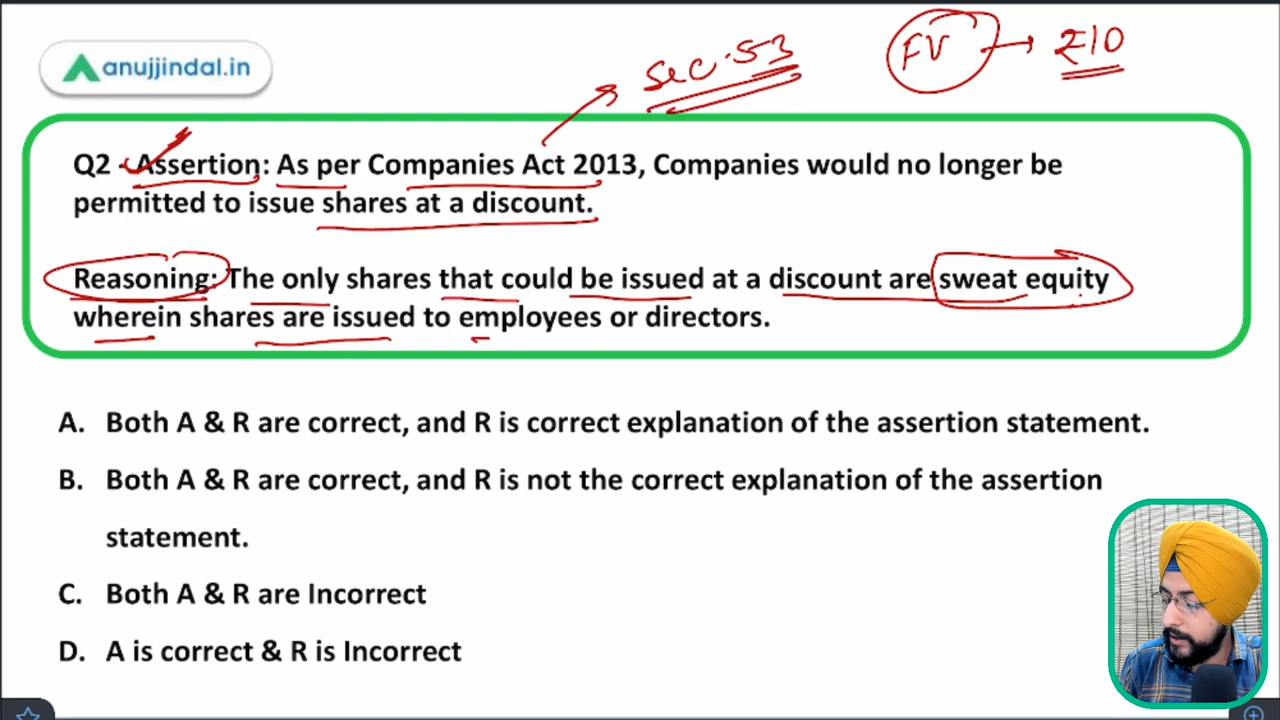 anujjindal.in
Sec.53
FV → ₹10
Q2 - Assertion: As per Companies Act 2013, Companies would no longer be
permitted to issue shares at a discount.
Reasoning: The only shares that could be issued at a discount are sweat equity
wherein shares are issued to employees or directors.
A. Both A & R are correct, and R is correct explanation of the assertion statement.
B. Both A & R are correct, and R is not the correct explanation of the assertion
statement.
C. Both A & R are Incorrect
D. A is correct & R is Incorrect